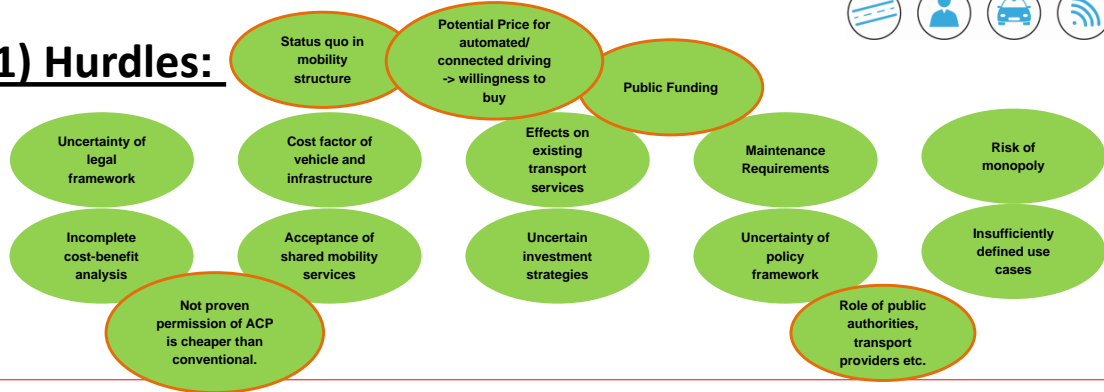 1) Hurdles:
Status quo in
mobility
structure
Potential Price for
automated/
connected driving
-> willingness to
buy
Public Funding
Uncertainty of
legal
framework
Cost factor of
vehicle and
infrastructure
Effects on
existing
transport
services
Maintenance
Requirements
Risk of
monopoly
Incomplete
cost-benefit
analysis
Acceptance of
shared mobility
services
Uncertain
investment
strategies
Uncertainty of
policy
framework
Insufficiently
defined use
cases
Not proven
permission of ACP
is cheaper than
conventional.
Role of public
authorities,
transport
providers etc.